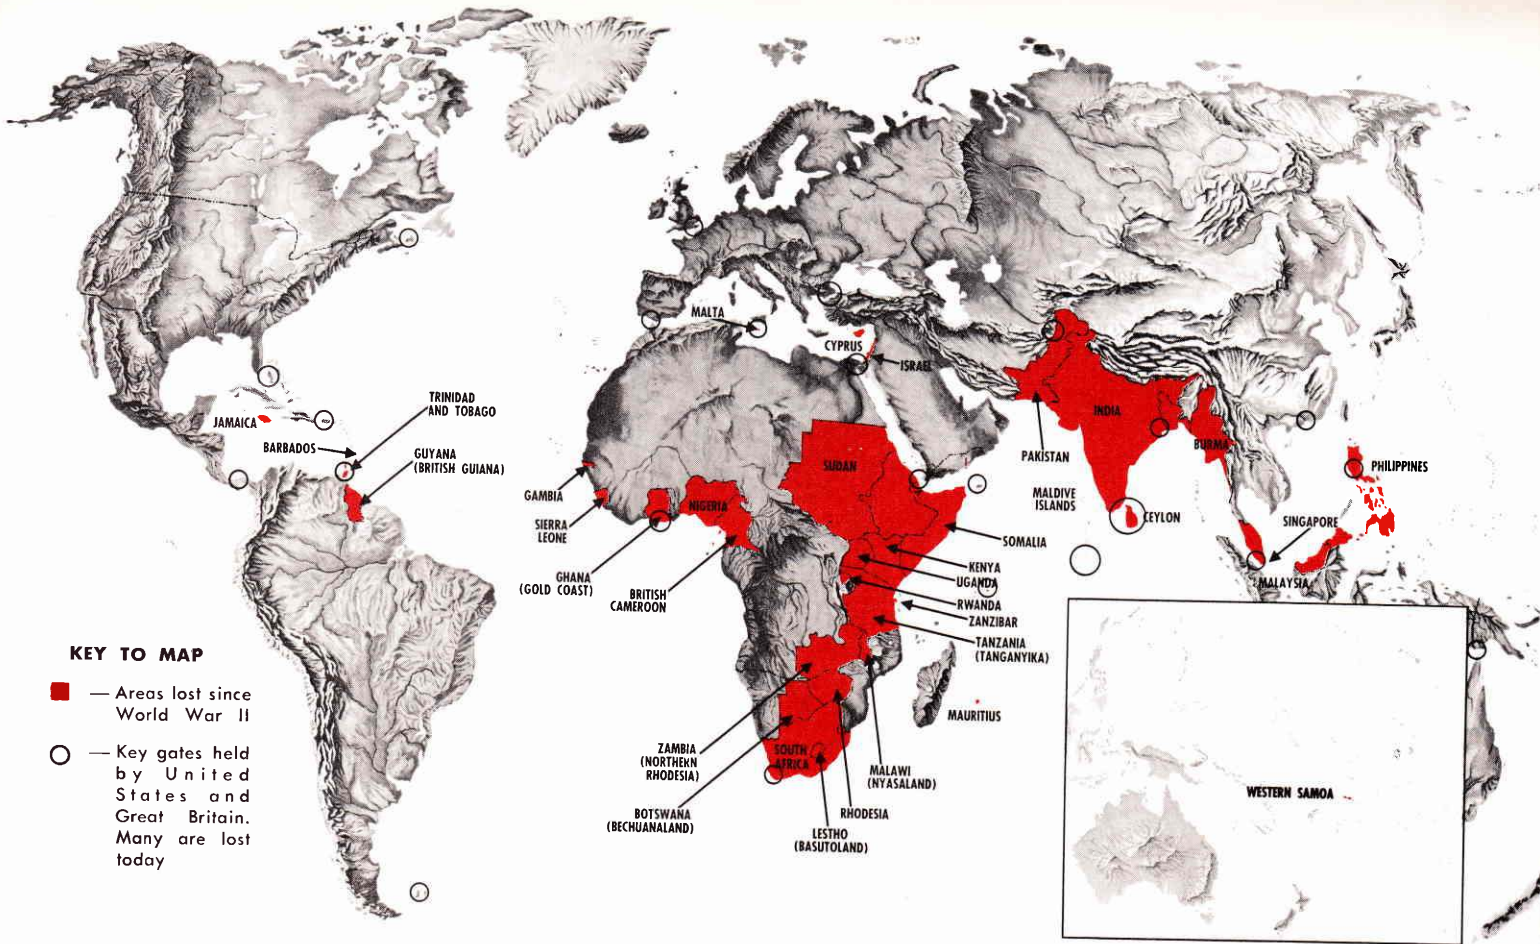 MALTA
CYPRUS
ISRAEL
JAMAICA
TRINIDAD
AND TOBAGO
BARBADOS
GUYANA
(BRITISH GUIANA)
GAMBIA
SIERRA
LEONE
GHANA
(GOLD COAST)
NIGERIA
BRITISH
CAMEROON
SUDAN
SOMALIA
KENYA
UGANDA
RWANDA
ZANZIBAR
TANZANIA
(TANGANYIKA)
PAKISTAN
INDIA
BURMA
MALDIVE
ISLANDS
CEYLON
SINGAPORE
MALAYSIA
PHILIPPINES
MAURITIUS
ZAMBIA
(NORTHERN
RHODESIA)
BOTSWANA
(BECHUANALAND)
SOUTH
AFRICA
LESTHO
(BASUTOLAND)
RHODESIA
MALAWI
(NYASALAND)
WESTERN SAMOA
KEY TO MAP
— Areas lost since
World War II
— Key gates held
by United
States and
Great Britain.
Many are lost
today